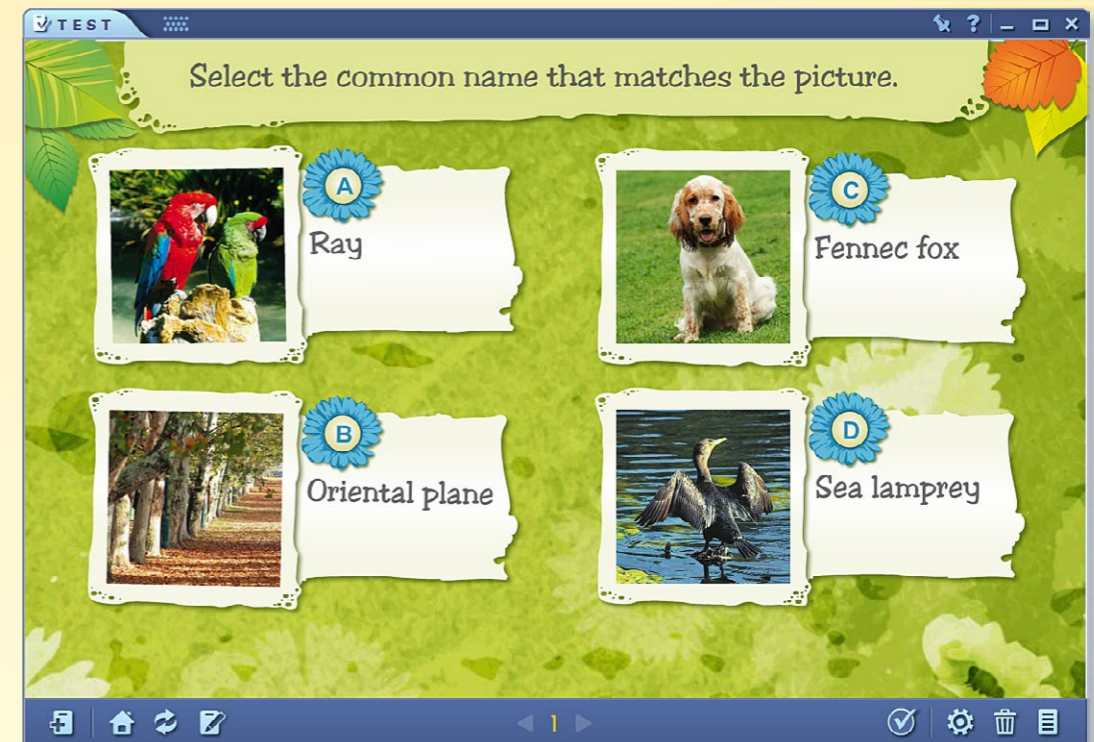 TEST
Select the common name that matches the picture.
A
Ray
C
Fennec fox
B
Oriental plane
D
Sea lamprey
1